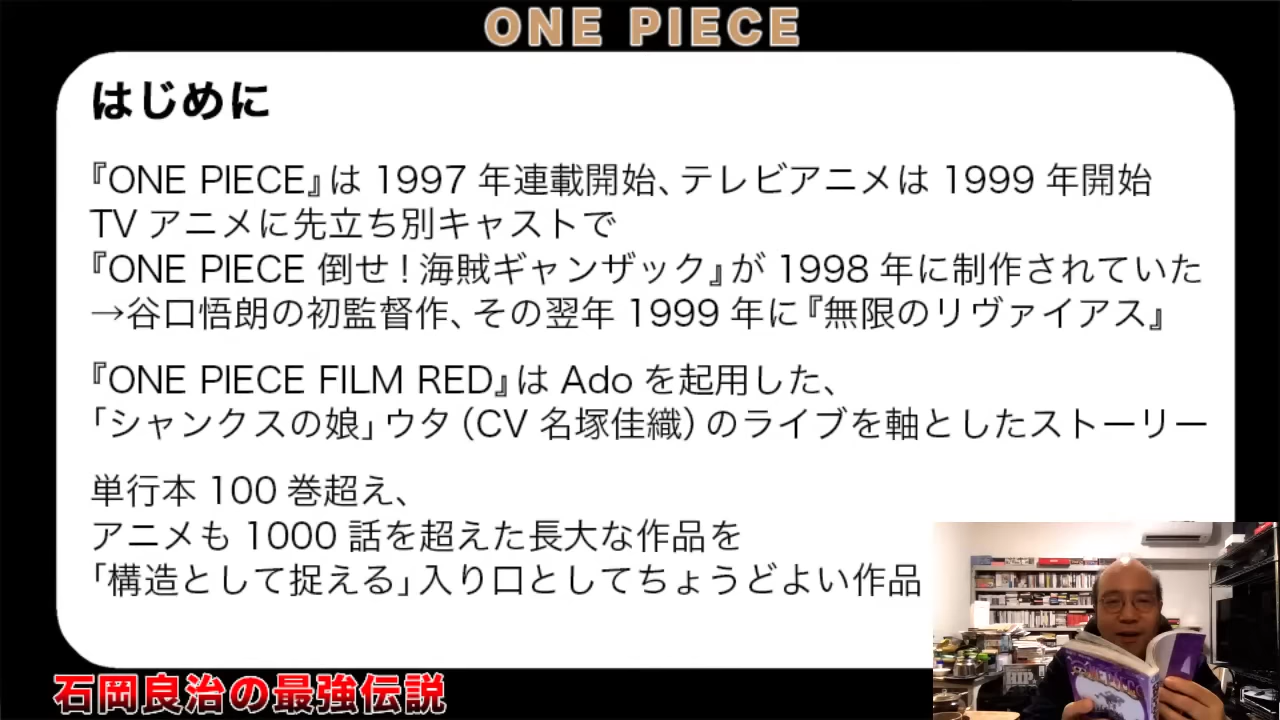 ONE PIECE
はじめに
『ONE PIECE』は 1997 年連載開始、テレビアニメは 1999 年開始
TV アニメに先立ち別キャストで
『ONE PIECE 倒せ!海賊ギャンザック』が 1998 年に制作されていた
→谷口悟朗の初監督作、その翌年 1999 年に『無限のリヴァイアス』
『ONE PIECE FILM RED』は Ado を起用した、
「シャンクスの娘」ウタ(CV 名塚佳織)のライブを軸としたストーリー
単行本 100 巻超え、
アニメも 1000 話を超えた長大な作品を
「構造として捉える」入り口としてちょうどよい作品
石岡良治の最強伝説